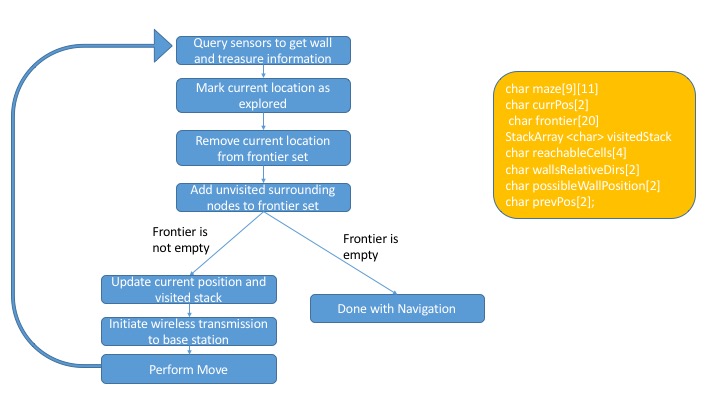 Query sensors to get wall
and treasure information
Mark current location as
explored
Remove current location
from frontier set
Add unvisited surrounding
nodes to frontier set
Frontier is
not empty
Frontier is
empty
Update current position and
visited stack
Initiate wireless transmission
to base station
Perform Move
Done with Navigation
char maze[9][11]
char currPos[2]
char frontier[20]
StackArray <char> visitedStack
char reachableCells[4]
char wallsRelativeDirs[2]
char possibleWallPosition[2]
char prevPos[2];